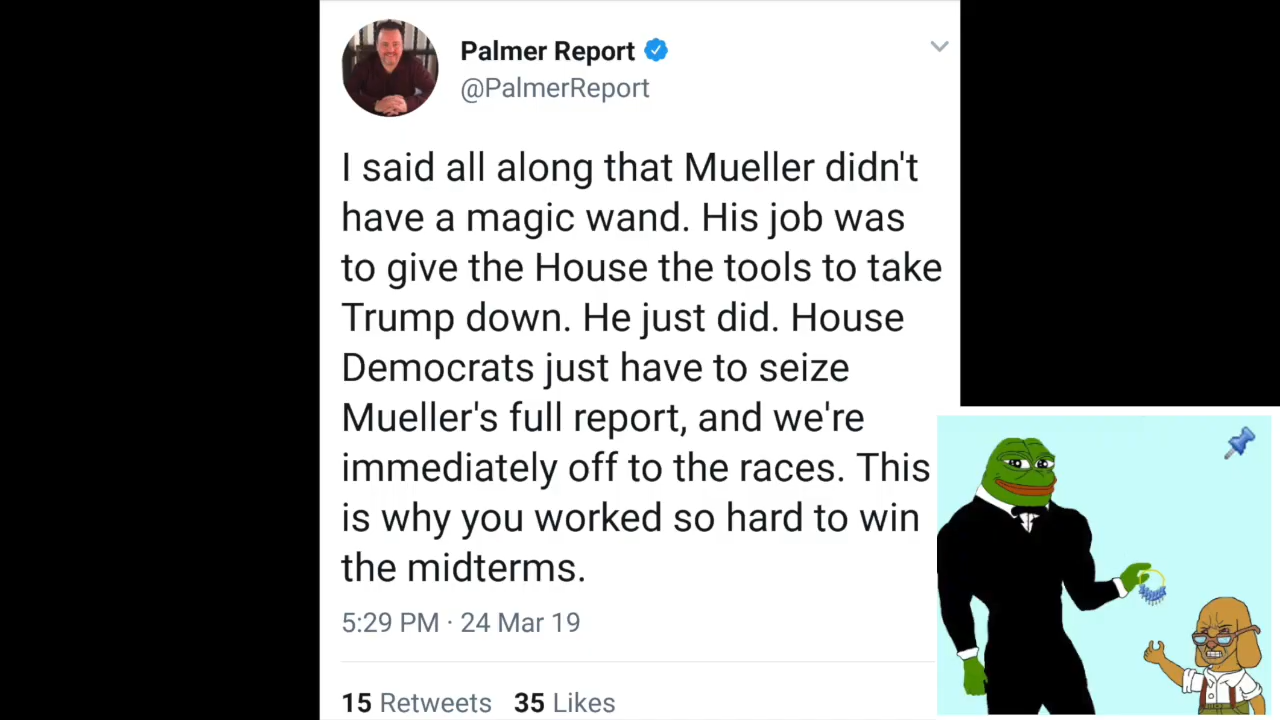 Palmer Report
@PalmerReport
I said all along that Mueller didn't
have a magic wand. His job was
to give the House the tools to take
Trump down. He just did. House
Democrats just have to seize
Mueller's full report, and we're
immediately off to the races. This
is why you worked so hard to win
the midterms.
5:29 PM · 24 Mar 19
15 Retweets 35 Likes